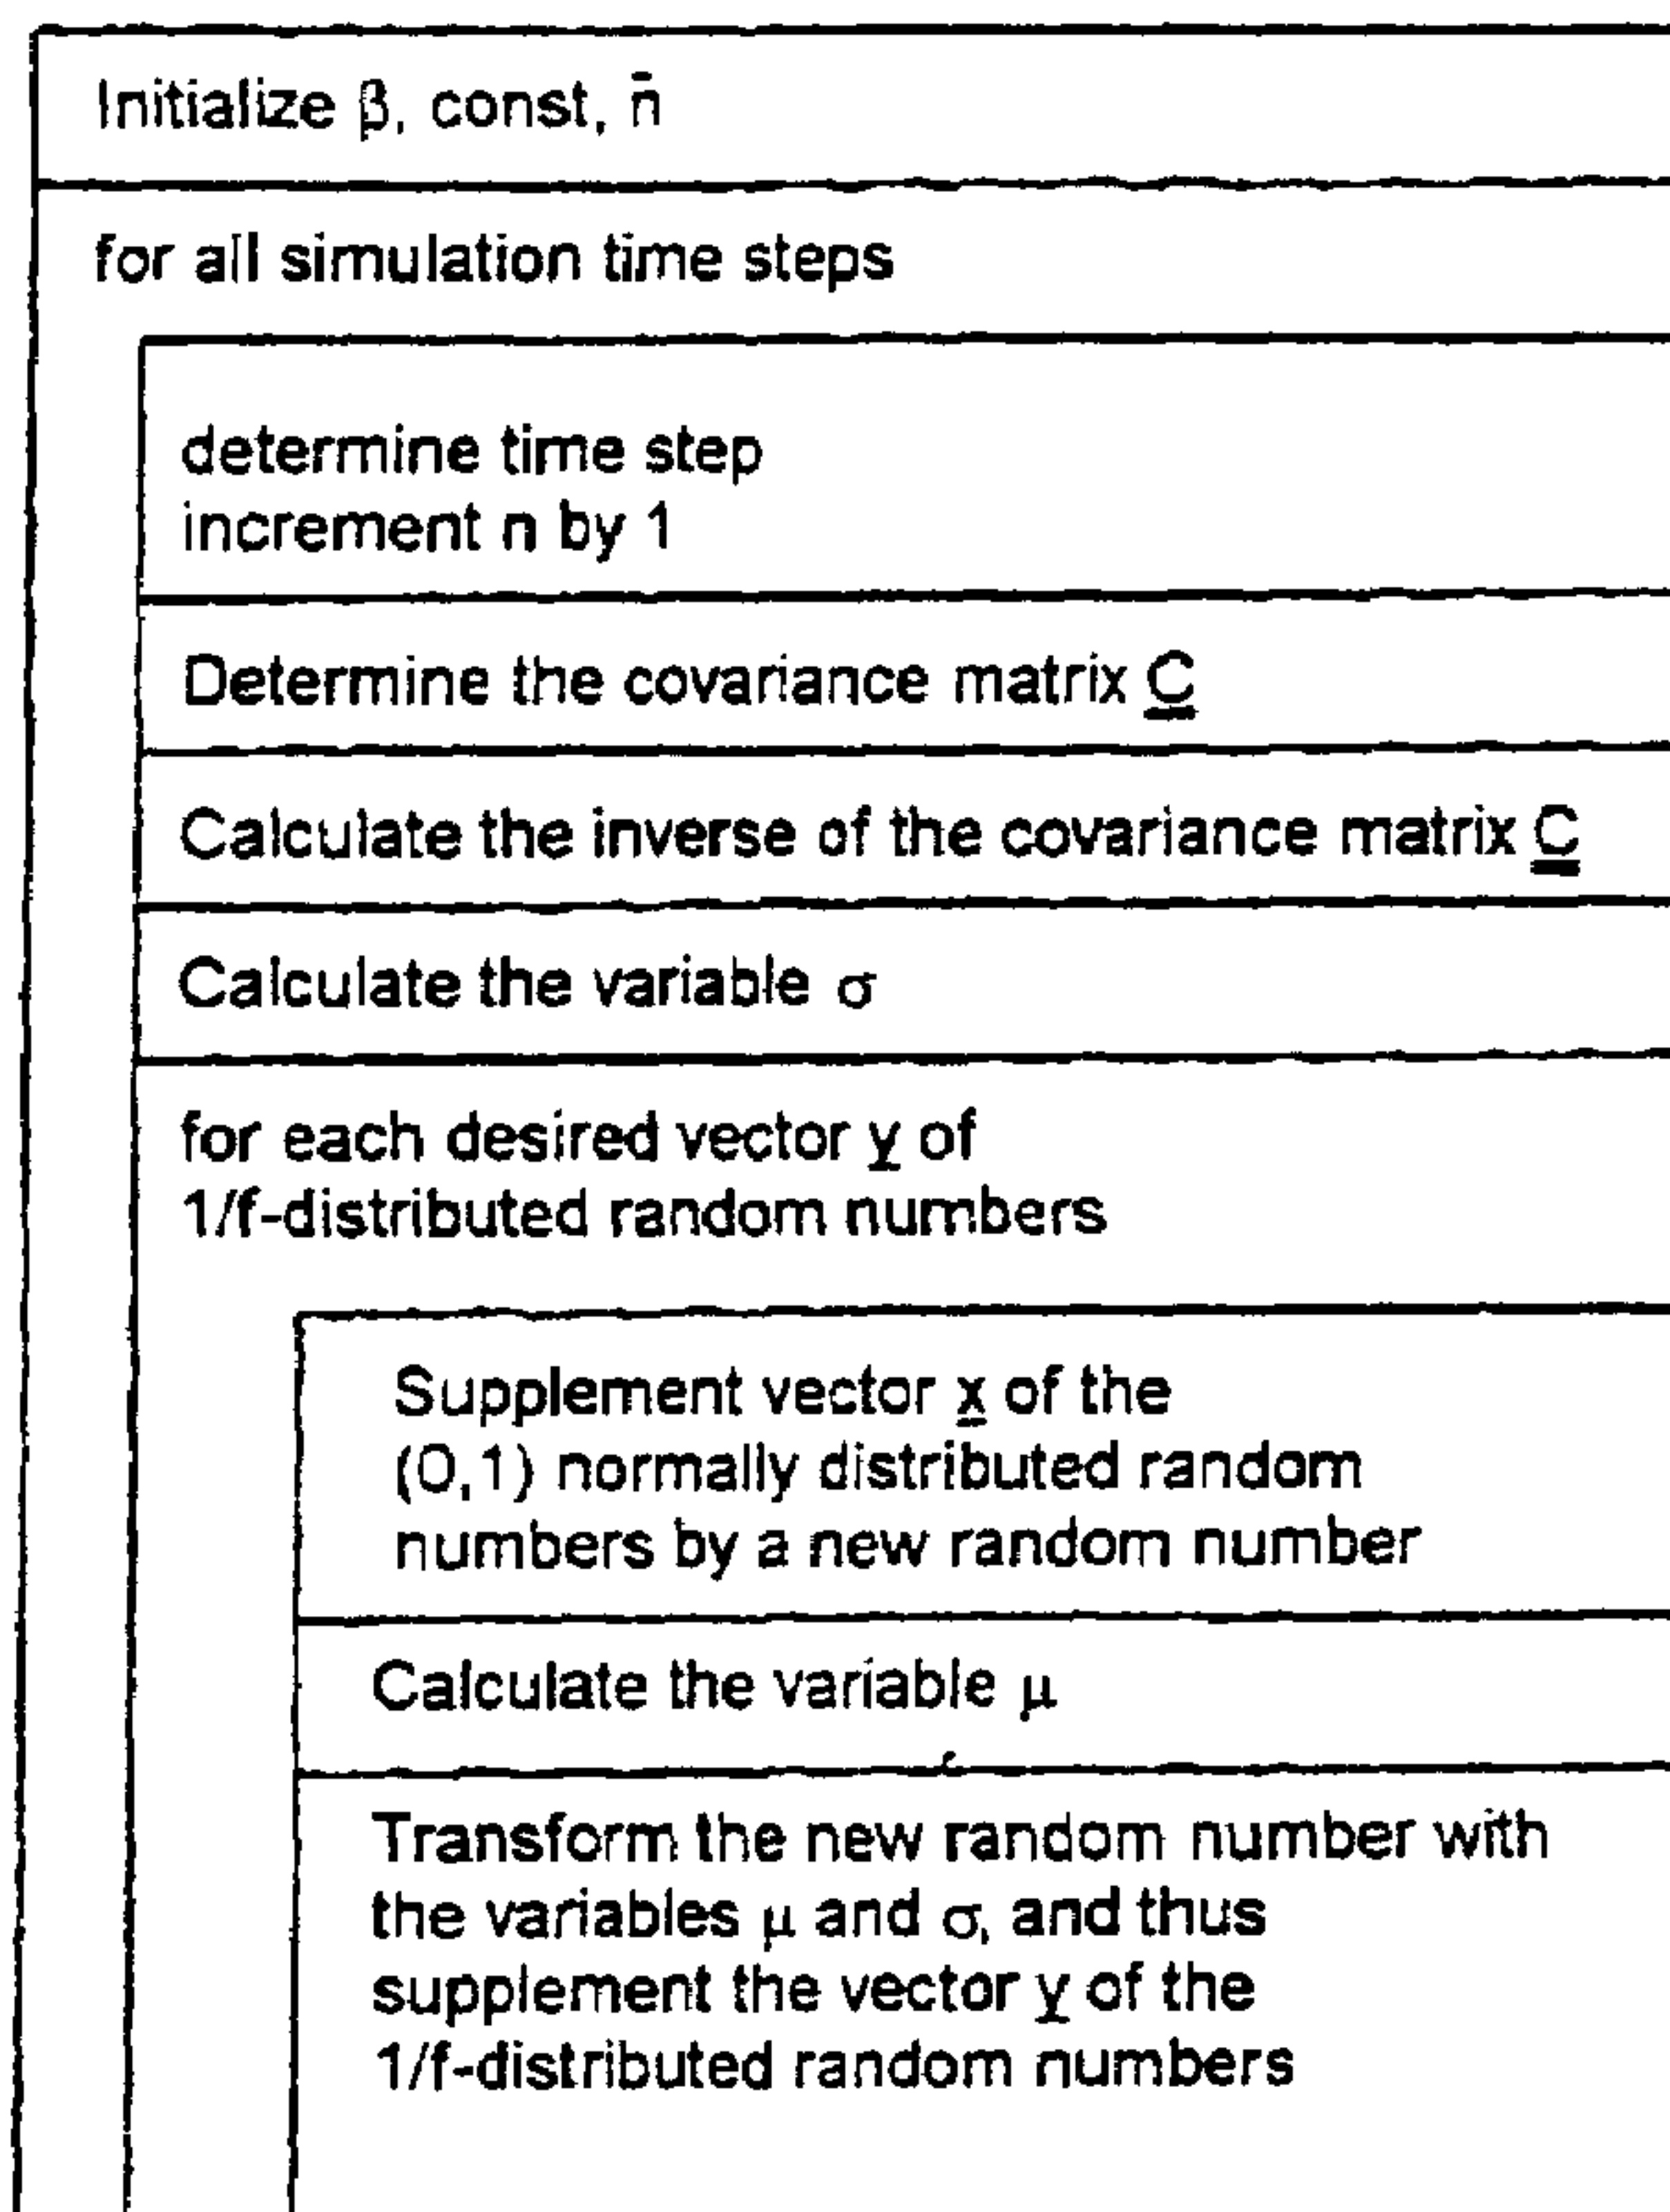 Initialize β, const, n̄
for all simulation time steps
determine time step
increment n by 1
Determine the covariance matrix C
Calculate the inverse of the covariance matrix C
Calculate the variable σ
for each desired vector y of
1/f-distributed random numbers
Supplement vector x of the
(0,1) normally distributed random
numbers by a new random number
Calculate the variable μ
Transform the new random number with
the variables μ and σ, and thus
supplement the vector y of the
1/f-distributed random numbers